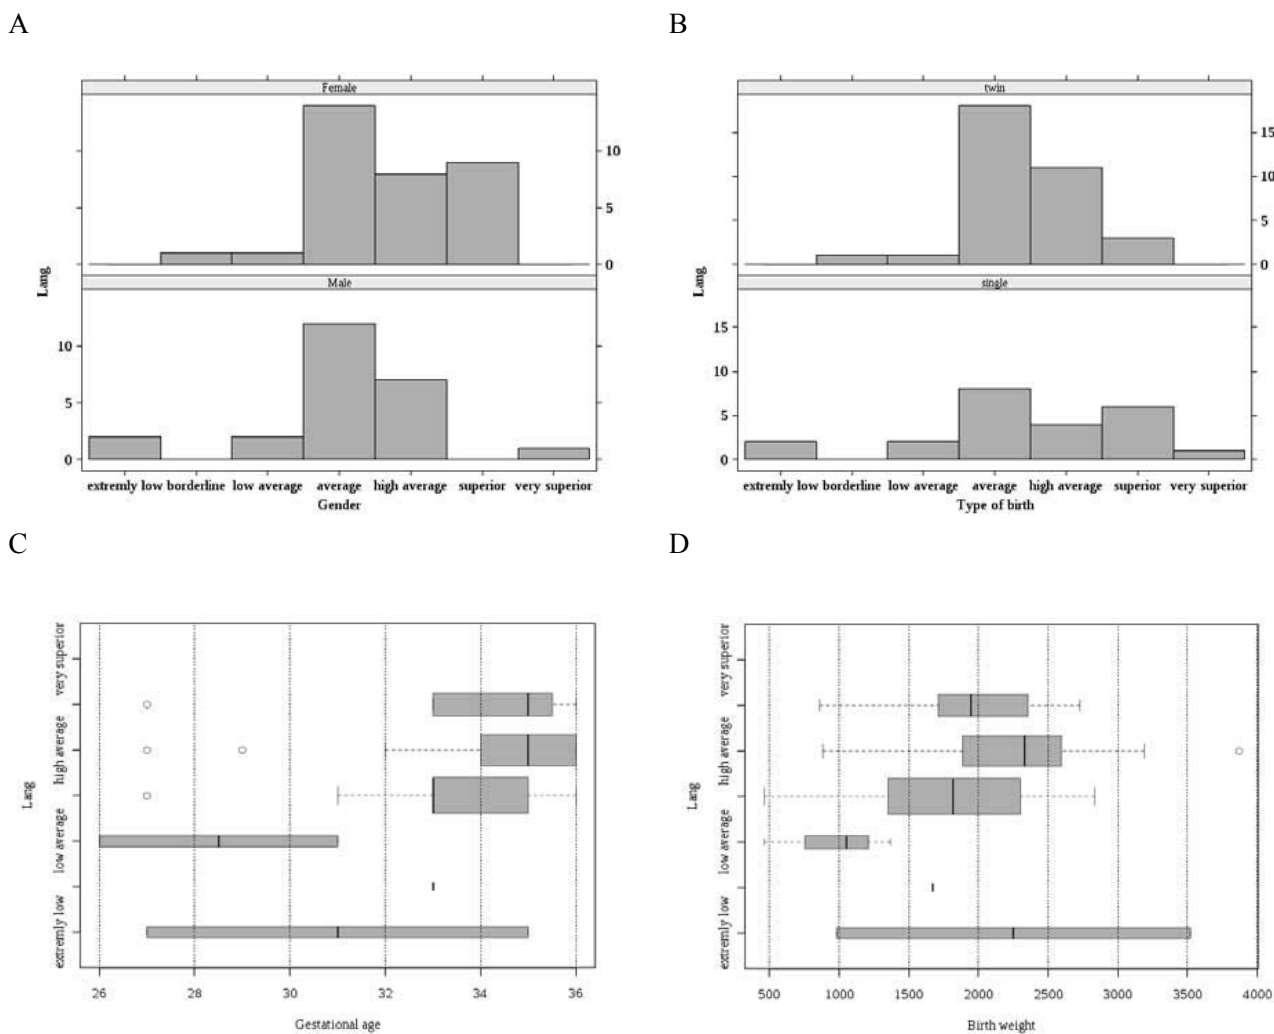 A
B
Female
10
5
0
Lang
Male
10
5
0
extremly low borderline low average average high average superior very superior
Gender
twin
15
10
5
0
Lang
single
15
10
5
0
extremly low borderline low average average high average superior very superior
Type of birth
C
D
very superior
high average
low average
extremly low
Lang
26 28 30 32 34 36
Gestational age
very superior
high average
low average
extremly low
Lang
500 1000 1500 2000 2500 3000 3500 4000
Birth weight